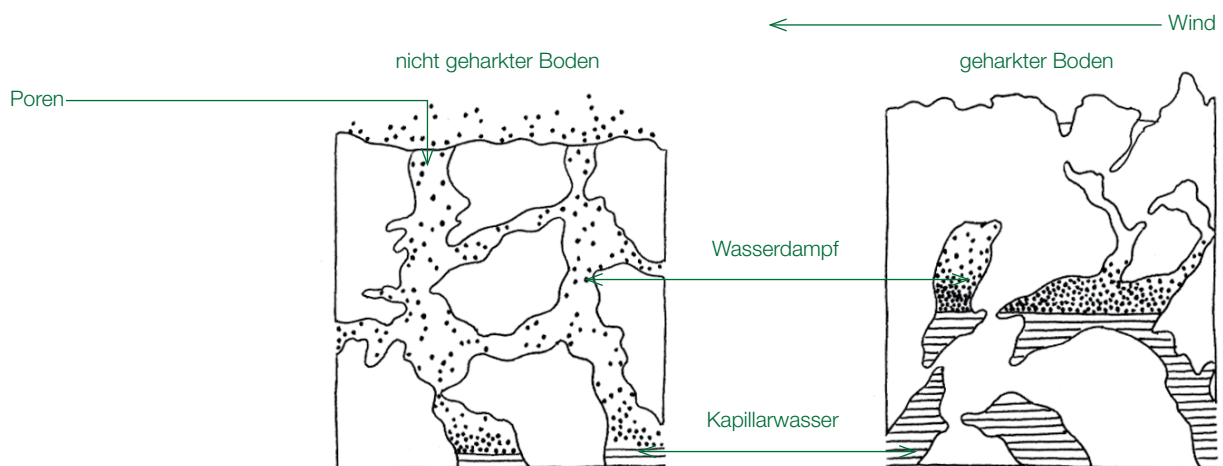 Wind
nicht geharkter Boden
geharkter Boden
Poren
Wasserdampf
Kapillarwasser